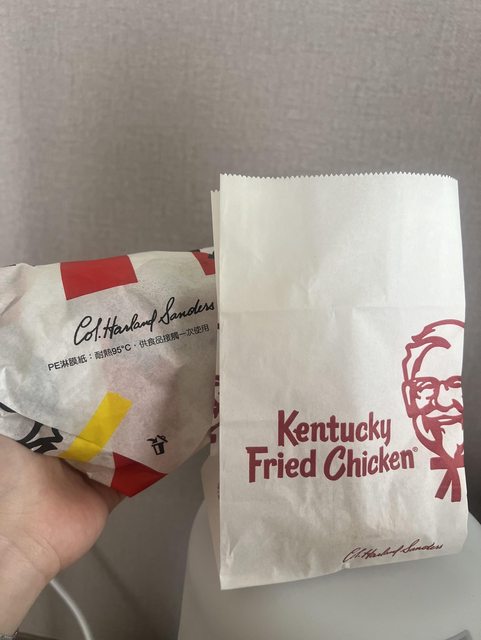 Col. Harland Sanders
PE淋膜紙：耐熱95°C，供食品接觸一次使用
Kentucky
Fried Chicken®
Col. Harland Sanders